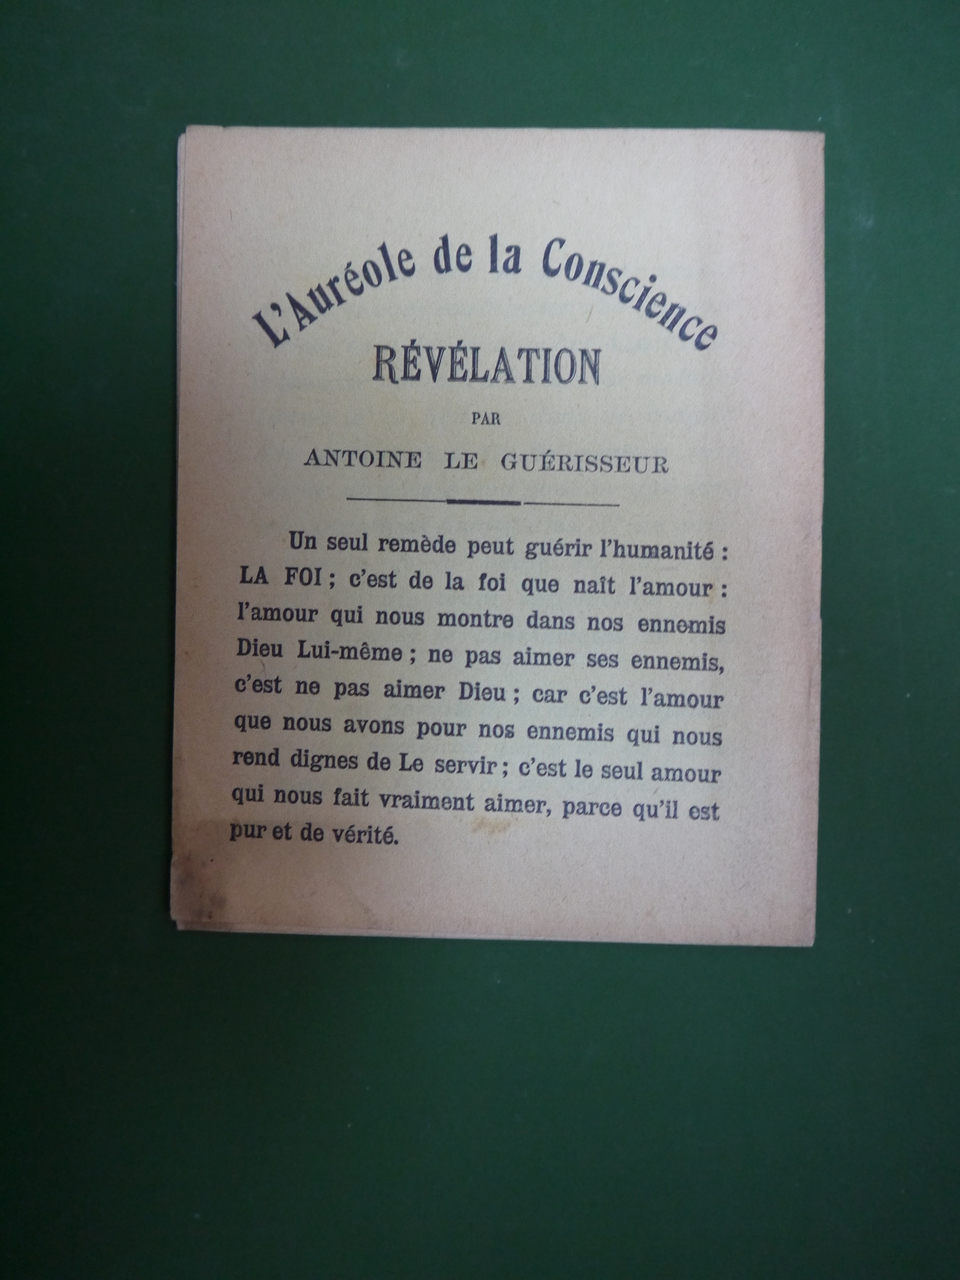 L'Auréole de la Conscience
RÉVÉLATION
PAR
ANTOINE LE GUÉRISSEUR
Un seul remède peut guérir l'humanité :
LA FOI ; c'est de la foi que naît l'amour :
l'amour qui nous montre dans nos ennemis
Dieu Lui-même ; ne pas aimer ses ennemis,
c'est ne pas aimer Dieu ; car c'est l'amour
que nous avons pour nos ennemis qui nous
rend dignes de Le servir ; c'est le seul amour
qui nous fait vraiment aimer, parce qu'il est
pur et de vérité.